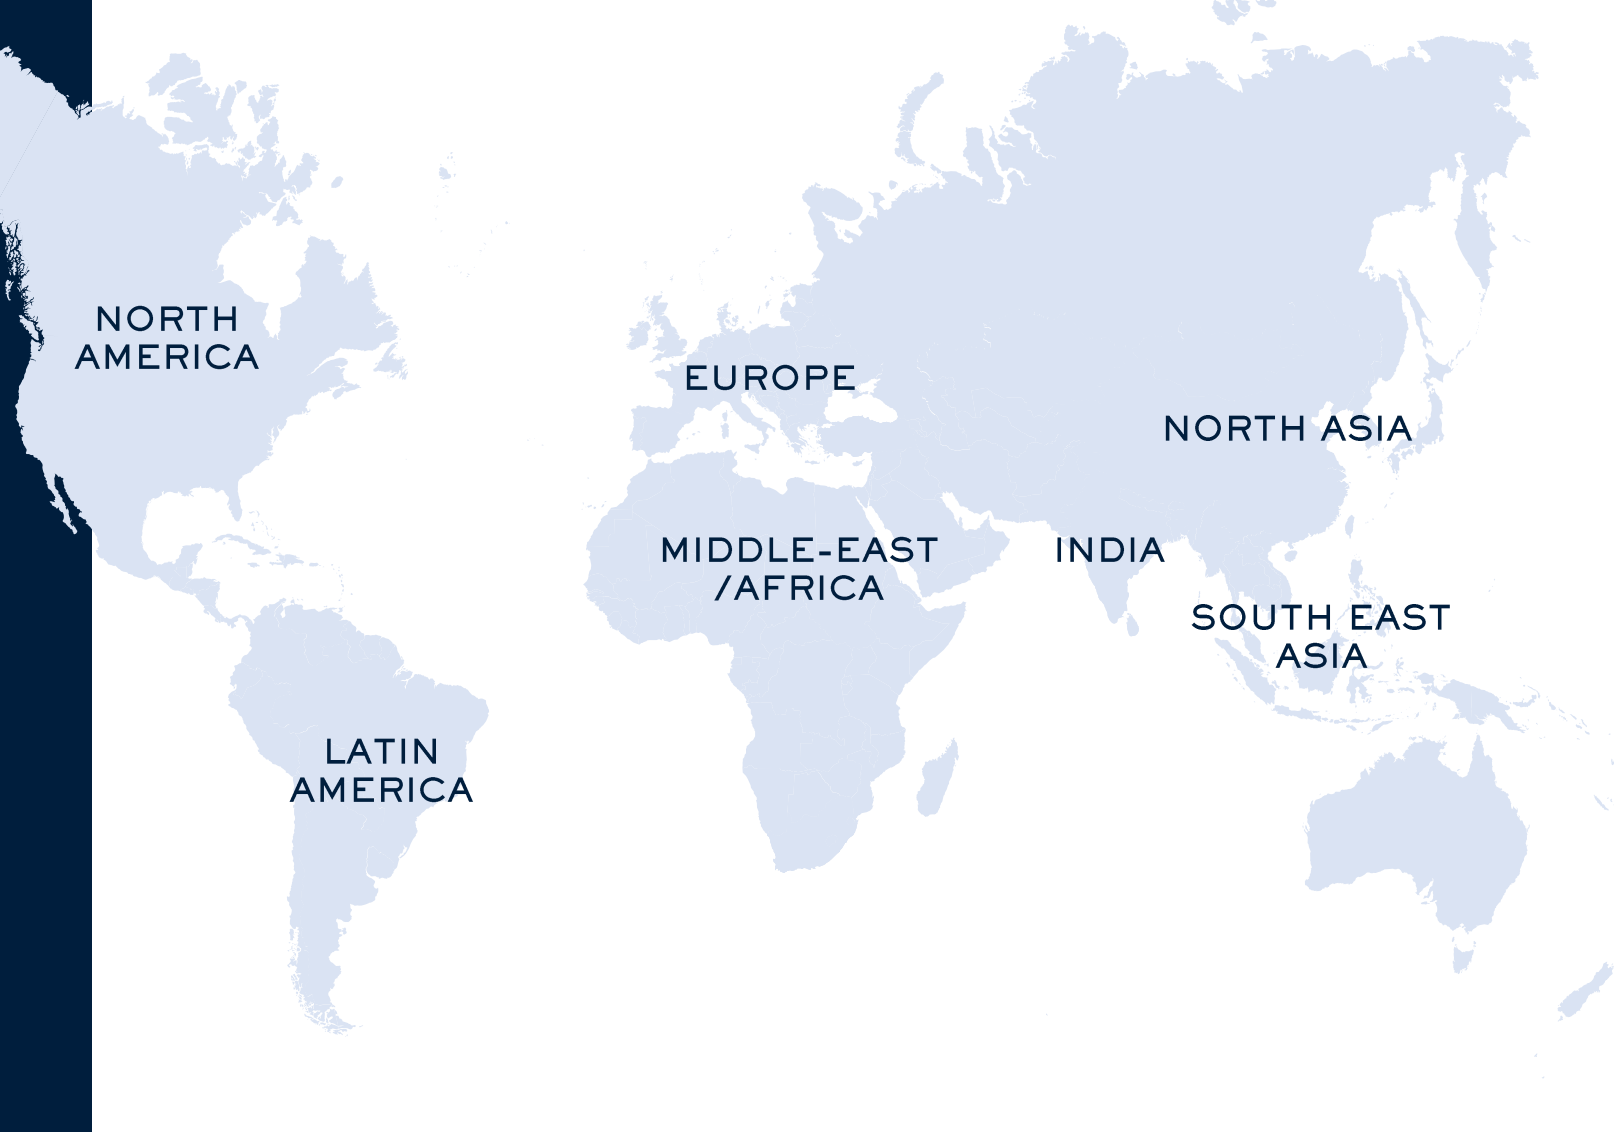 NORTH
AMERICA
EUROPE
NORTH ASIA
MIDDLE-EAST
/AFRICA
INDIA
SOUTH EAST
ASIA
LATIN
AMERICA